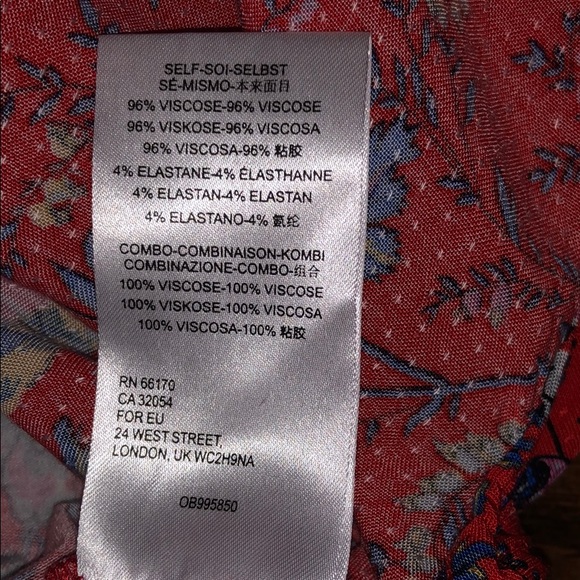 SELF-SOI-SELBST
SÉ-MISMO-本来面目
96% VISCOSE-96% VISCOSE
96% VISKOSE-96% VISCOSA
96% VISCOSA-96% 粘胶
4% ELASTANE-4% ÉLASTHANNE
4% ELASTAN-4% ELASTAN
4% ELASTANO-4% 氨纶
COMBO-COMBINAISON-KOMBI
COMBINAZIONE-COMBO-组合
100% VISCOSE-100% VISCOSE
100% VISKOSE-100% VISCOSA
100% VISCOSA-100% 粘胶
RN 66170
CA 32054
FOR EU
24 WEST STREET,
LONDON, UK WC2H9NA
OB995850